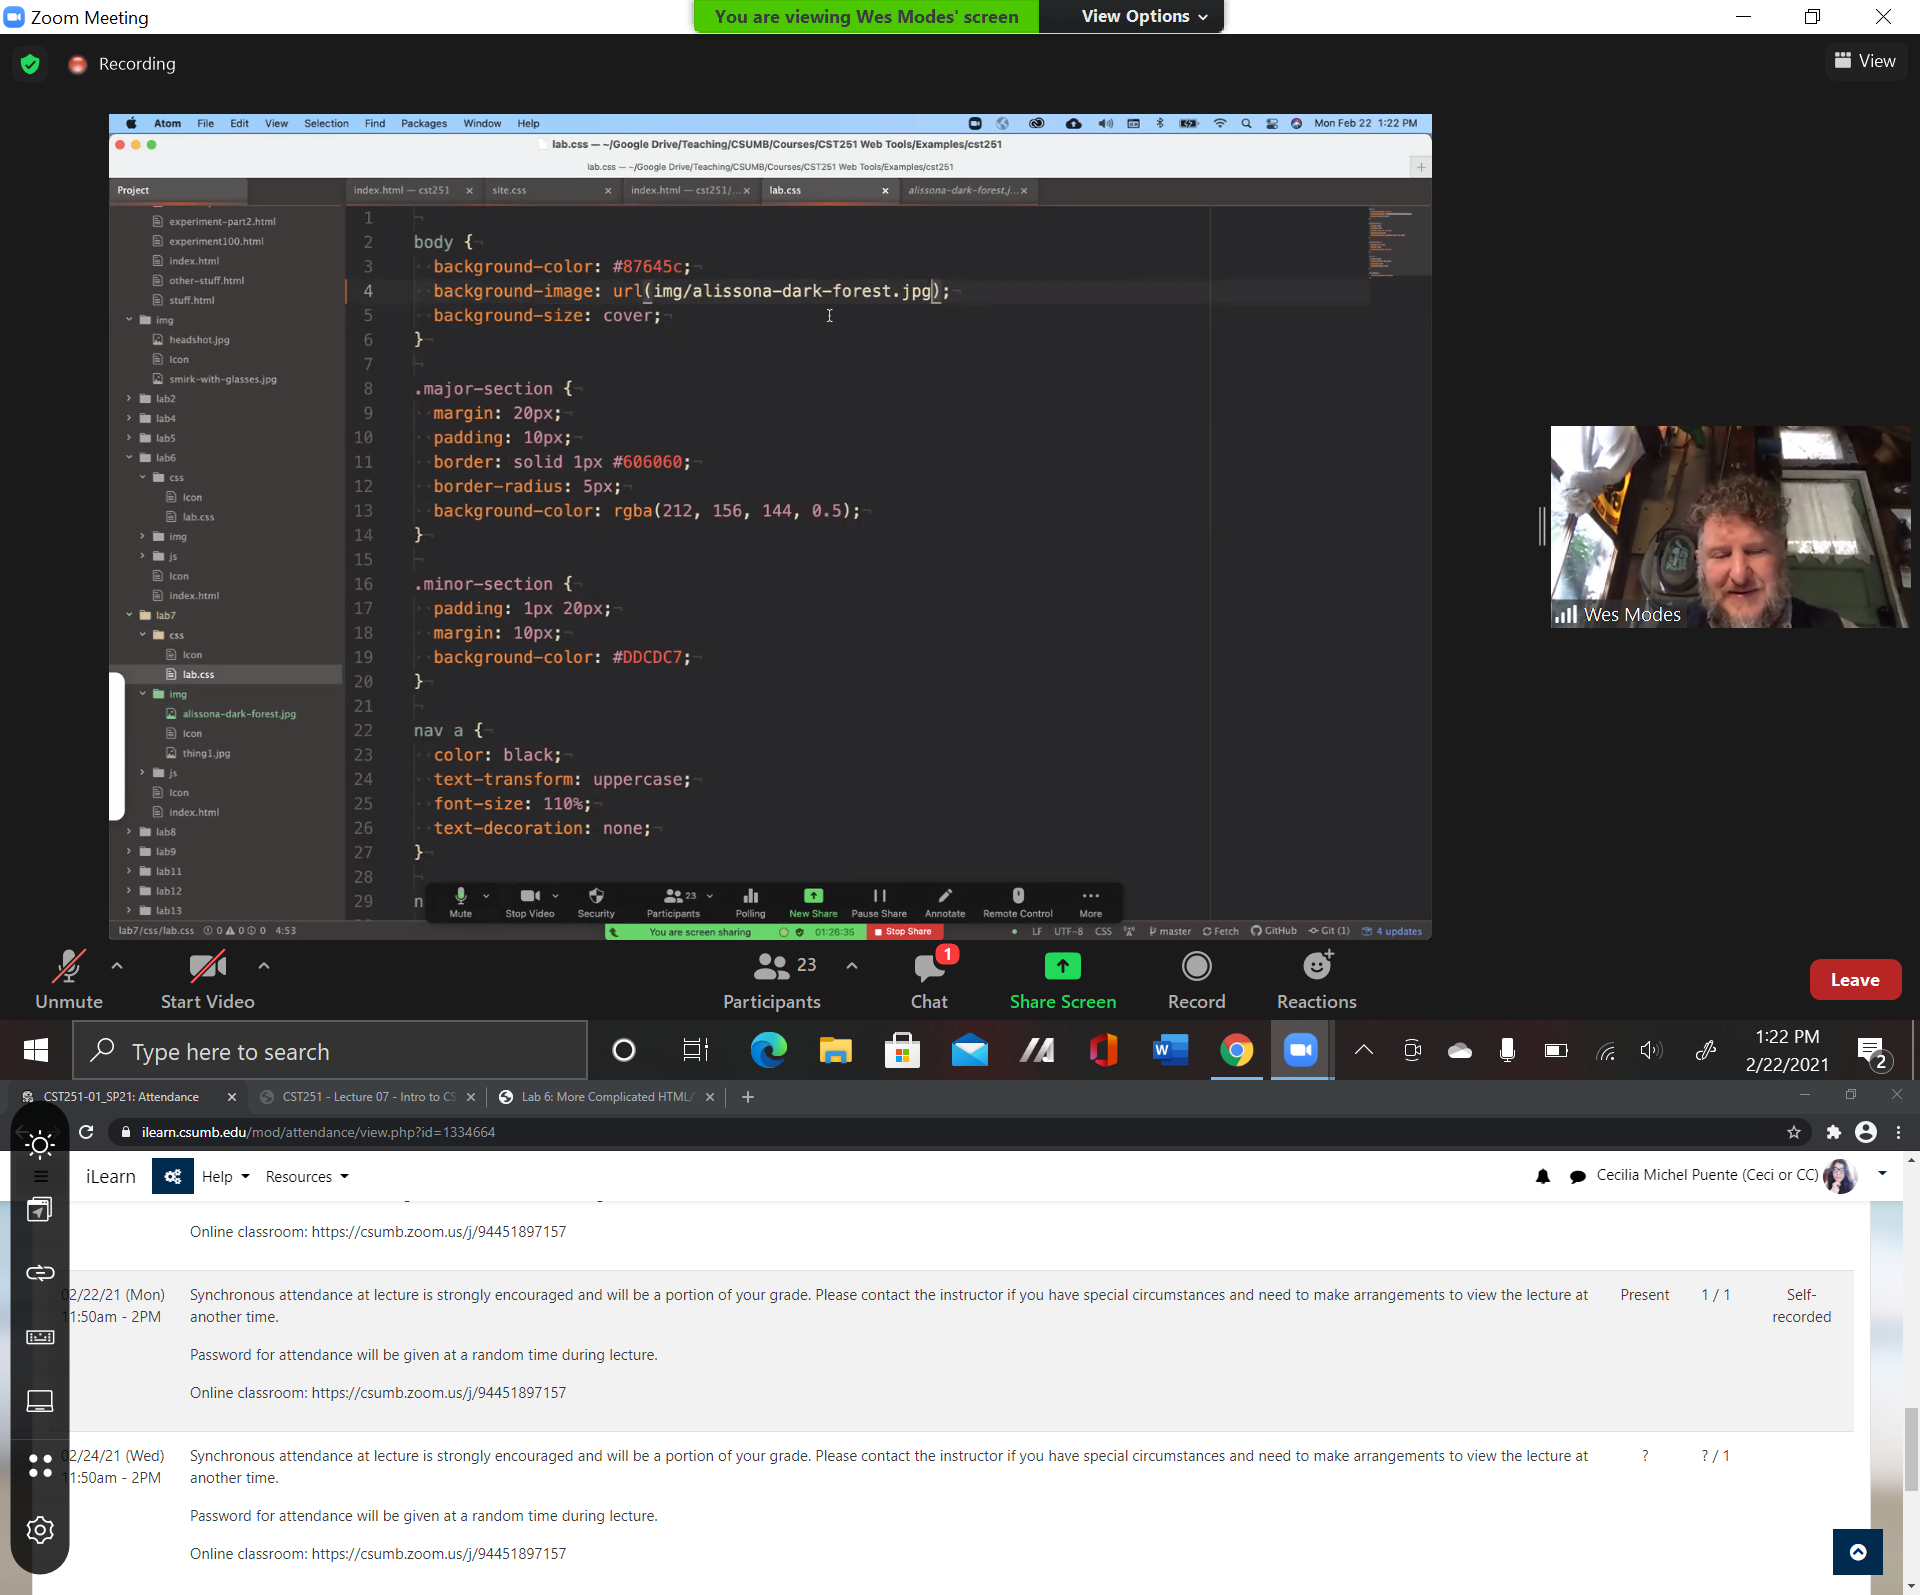 Zoom Meeting
You are viewing Wes Modes' screen
View Options
Recording
View
Atom File Edit View Selection Find Packages Window Help
Mon Feb 22 1:22 PM
lab.css — ~/Google Drive/Teaching/CSUMB/Courses/CST251 Web Tools/Examples/cst251
lab.css — ~/Google Drive/Teaching/CSUMB/Courses/CST251 Web Tools/Examples/cst251
Project
index.html — cst251
site.css
index.html — cst251/...
lab.css
alissona-dark-forest.j...
experiment-part2.html
experiment100.html
index.html
other-stuff.html
stuff.html
img
headshot.jpg
Icon
smirk-with-glasses.jpg
lab2
lab4
lab5
lab6
css
Icon
lab.css
img
js
Icon
index.html
lab7
css
Icon
lab.css
img
alissona-dark-forest.jpg
Icon
thing1.jpg
js
Icon
index.html
lab8
lab9
lab11
lab12
lab13
1
2 body {
3 background-color: #87645c;
4 background-image: url(img/alissona-dark-forest.jpg);
5 background-size: cover;
6 }
7
8 .major-section {
9 margin: 20px;
10 padding: 10px;
11 border: solid 1px #606060;
12 border-radius: 5px;
13 background-color: rgba(212, 156, 144, 0.5);
14 }
15
16 .minor-section {
17 padding: 1px 20px;
18 margin: 10px;
19 background-color: #DDCDC7;
20 }
21
22 nav a {
23 color: black;
24 text-transform: uppercase;
25 font-size: 110%;
26 text-decoration: none;
27 }
28
29 n
Mute
Stop Video
Security
23
Participants
Polling
New Share
Pause Share
Annotate
Remote Control
More
lab7/css/lab.css 0 0 0 4:53
You are screen sharing
01:26:35
Stop Share
LF UTF-8 CSS master Fetch GitHub Git (1) 4 updates
Wes Modes
Unmute
Start Video
23
Participants
1
Chat
Share Screen
Record
Reactions
Leave
Type here to search
1:22 PM
2/22/2021
2
CST251-01_SP21: Attendance
CST251 - Lecture 07 - Intro to CS
Lab 6: More Complicated HTML/
ilearn.csumb.edu/mod/attendance/view.php?id=1334664
iLearn
Help
Resources
Cecilia Michel Puente (Ceci or CC)
Online classroom: https://csumb.zoom.us/j/94451897157
2/22/21 (Mon)
1:50am - 2PM
Synchronous attendance at lecture is strongly encouraged and will be a portion of your grade. Please contact the instructor if you have special circumstances and need to make arrangements to view the lecture at
another time.
Present
1 / 1
Self-
recorded
Password for attendance will be given at a random time during lecture.
Online classroom: https://csumb.zoom.us/j/94451897157
2/24/21 (Wed)
1:50am - 2PM
Synchronous attendance at lecture is strongly encouraged and will be a portion of your grade. Please contact the instructor if you have special circumstances and need to make arrangements to view the lecture at
another time.
?
? / 1
Password for attendance will be given at a random time during lecture.
Online classroom: https://csumb.zoom.us/j/94451897157